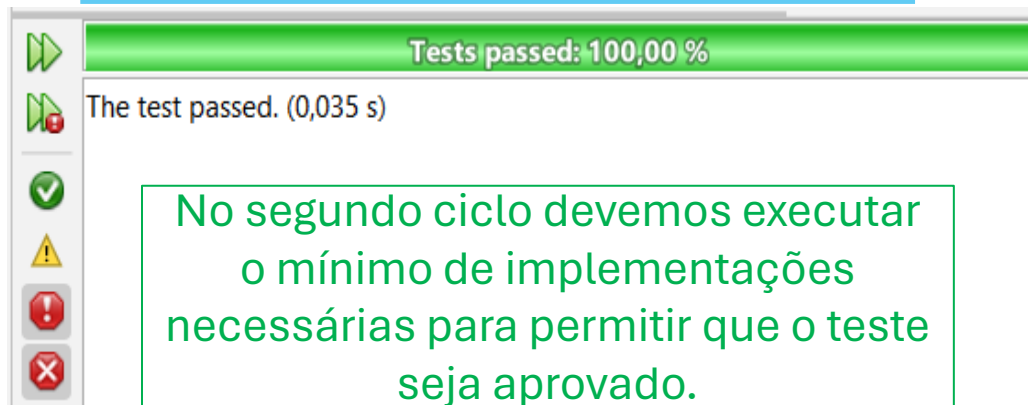 Tests passed: 100,00 %
The test passed. (0,035 s)
No segundo ciclo devemos executar
o mínimo de implementações
necessárias para permitir que o teste
seja aprovado.